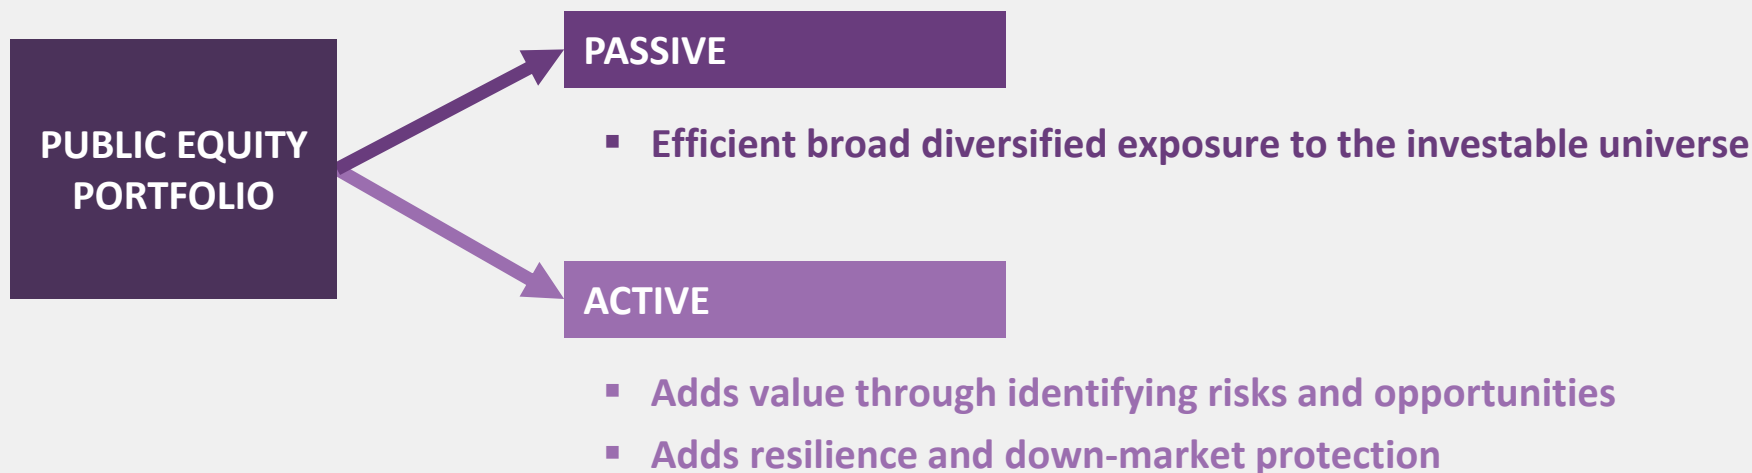 PUBLIC EQUITY
PORTFOLIO
PASSIVE
▪ Efficient broad diversified exposure to the investable universe
ACTIVE
▪ Adds value through identifying risks and opportunities
▪ Adds resilience and down-market protection